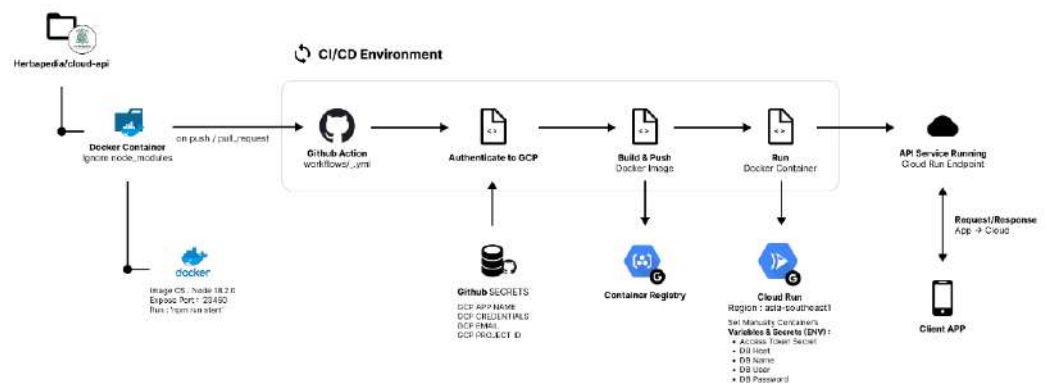 CI/CD Environment
Herbapedia/cloud-api
Docker Container
Ignore node_modules
on push / pull_request
Github Action
workflows/_.yml
Authenticate to GCP
Build & Push
Docker Image
Run
Docker Container
API Service Running
Cloud Run Endpoint
Request/Response
App → Cloud
docker
Image OS : Node 18.2.0
Expose Port :
Run : "npm run start"
Github SECRETS
GCP APP NAME
GCP CREDENTIALS
GCP EMAIL
GCP PROJECT ID
Container Registry
Cloud Run
Region : asia-southeast1
Set Manually Container's
Variables & Secrets (ENV) :
• Access Token Secret
• DB Host
• DB Name
• DB User
• DB Password
Client APP